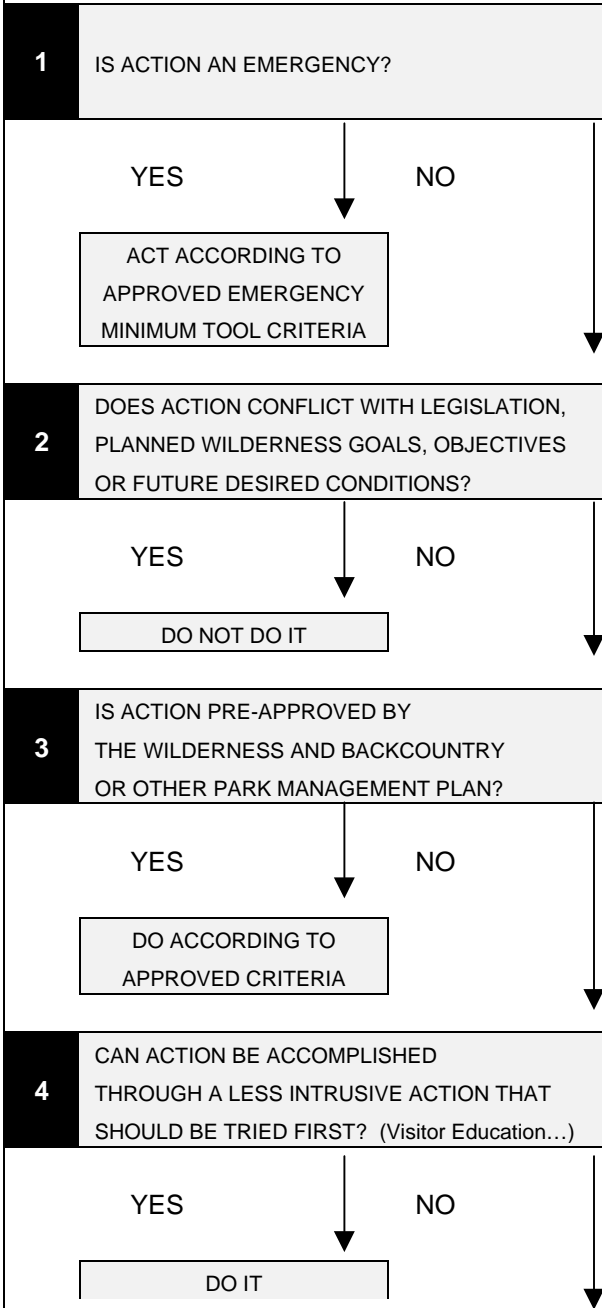 1 IS ACTION AN EMERGENCY?
YES NO
ACT ACCORDING TO
APPROVED EMERGENCY
MINIMUM TOOL CRITERIA
DOES ACTION CONFLICT WITH LEGISLATION,
2 PLANNED WILDERNESS GOALS, OBJECTIVES
OR FUTURE DESIRED CONDITIONS?
YES NO
DO NOT DO IT
IS ACTION PRE-APPROVED BY
3 THE WILDERNESS AND BACKCOUNTRY
OR OTHER PARK MANAGEMENT PLAN?
YES NO
DO ACCORDING TO
APPROVED CRITERIA
CAN ACTION BE ACCOMPLISHED
4 THROUGH A LESS INTRUSIVE ACTION THAT
SHOULD BE TRIED FIRST? (Visitor Education…)
YES NO
DO IT